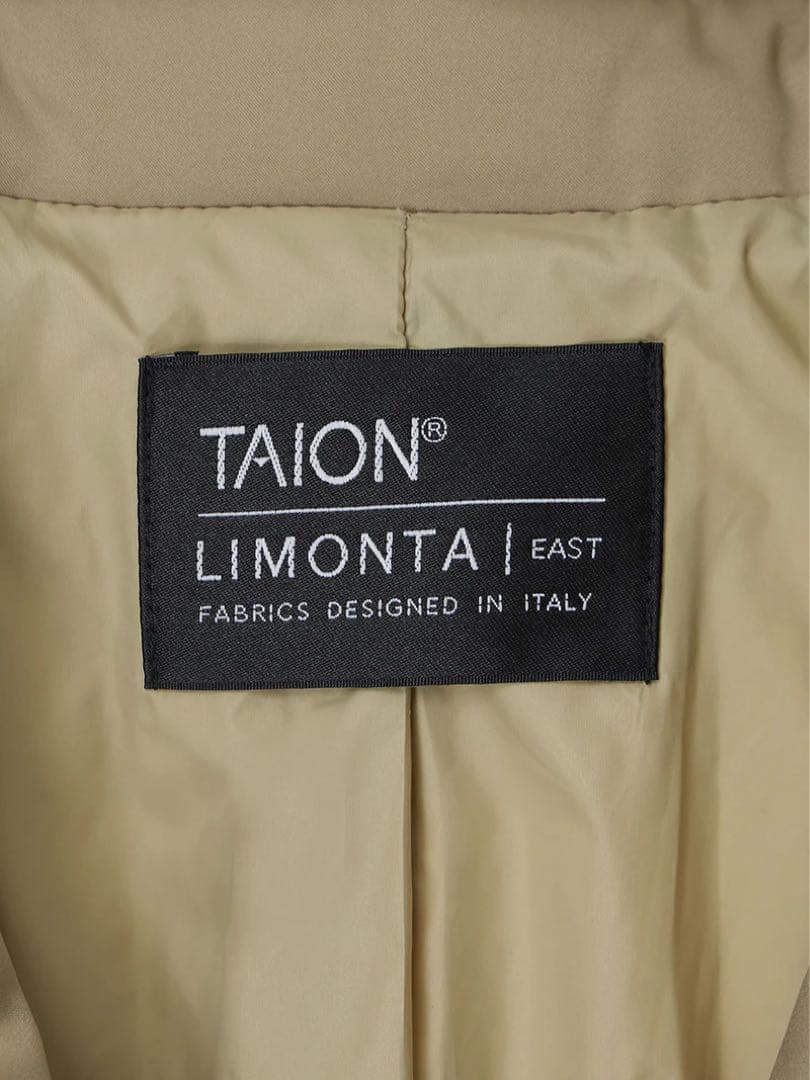 TAION®
LIMONTA | EAST
FABRICS DESIGNED IN ITALY